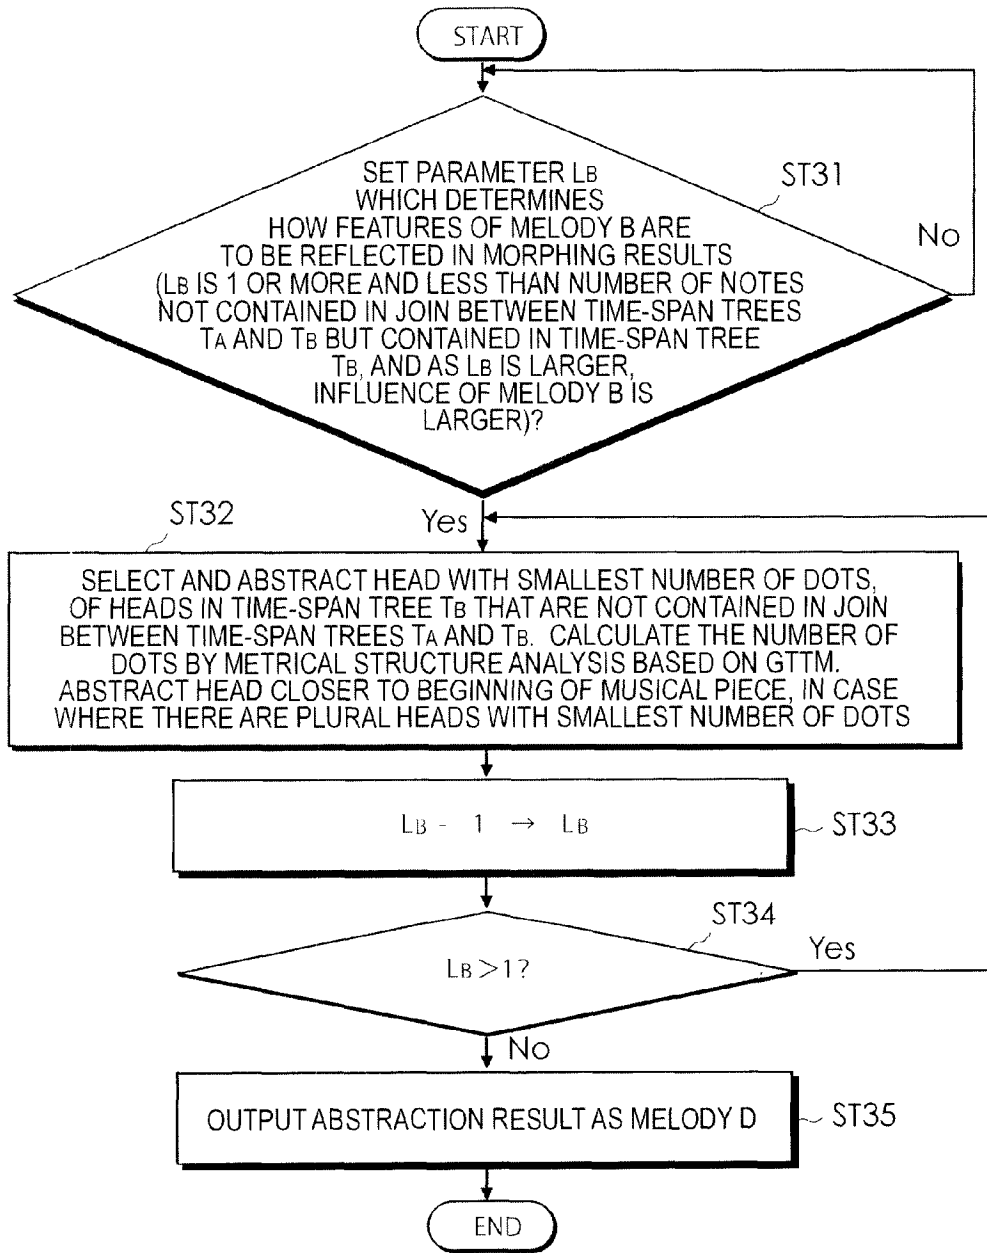 START
SET PARAMETER LB
WHICH DETERMINES
HOW FEATURES OF MELODY B ARE
TO BE REFLECTED IN MORPHING RESULTS
(LB IS 1 OR MORE AND LESS THAN NUMBER OF NOTES
NOT CONTAINED IN JOIN BETWEEN TIME-SPAN TREES
TA AND TB BUT CONTAINED IN TIME-SPAN TREE
TB, AND AS LB IS LARGER,
INFLUENCE OF MELODY B IS
LARGER)?
ST31
No
Yes
ST32
SELECT AND ABSTRACT HEAD WITH SMALLEST NUMBER OF DOTS,
OF HEADS IN TIME-SPAN TREE TB THAT ARE NOT CONTAINED IN JOIN
BETWEEN TIME-SPAN TREES TA AND TB. CALCULATE THE NUMBER OF
DOTS BY METRICAL STRUCTURE ANALYSIS BASED ON GTTM.
ABSTRACT HEAD CLOSER TO BEGINNING OF MUSICAL PIECE, IN CASE
WHERE THERE ARE PLURAL HEADS WITH SMALLEST NUMBER OF DOTS
LB - 1 → LB
ST33
ST34
LB >1?
Yes
No
OUTPUT ABSTRACTION RESULT AS MELODY D
ST35
END